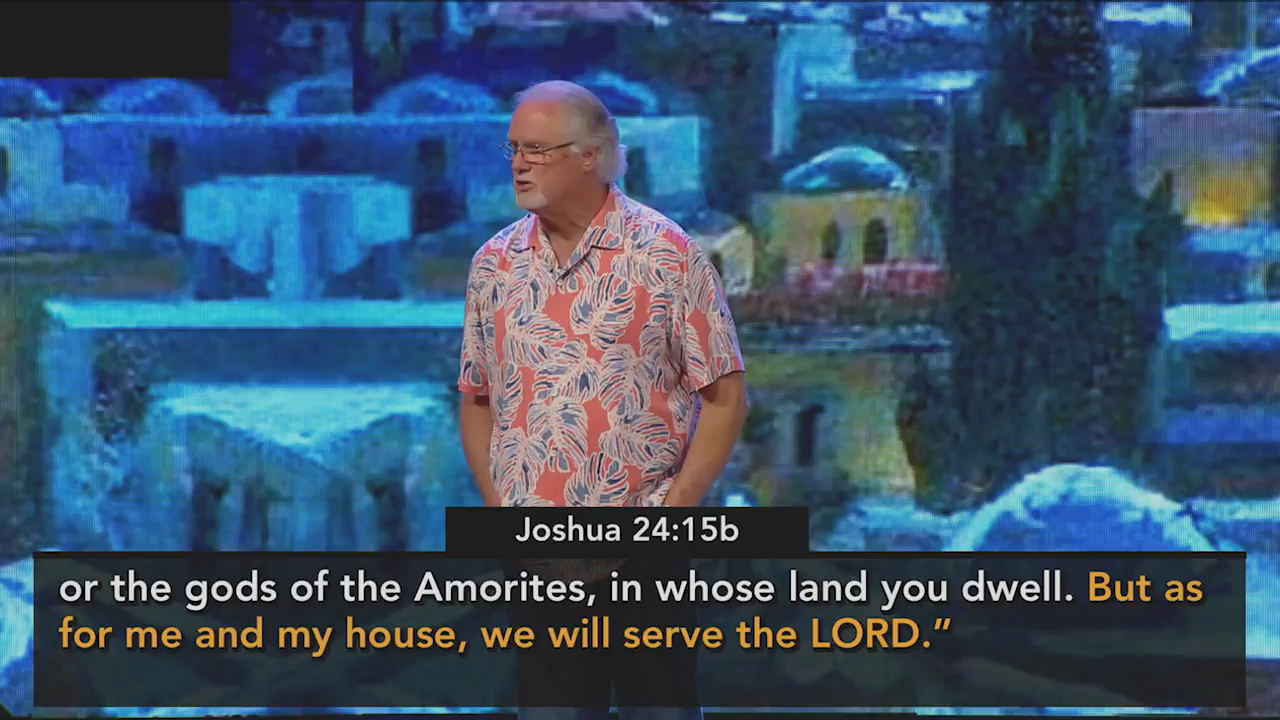 Joshua 24:15b
or the gods of the Amorites, in whose land you dwell. But as
for me and my house, we will serve the LORD.”